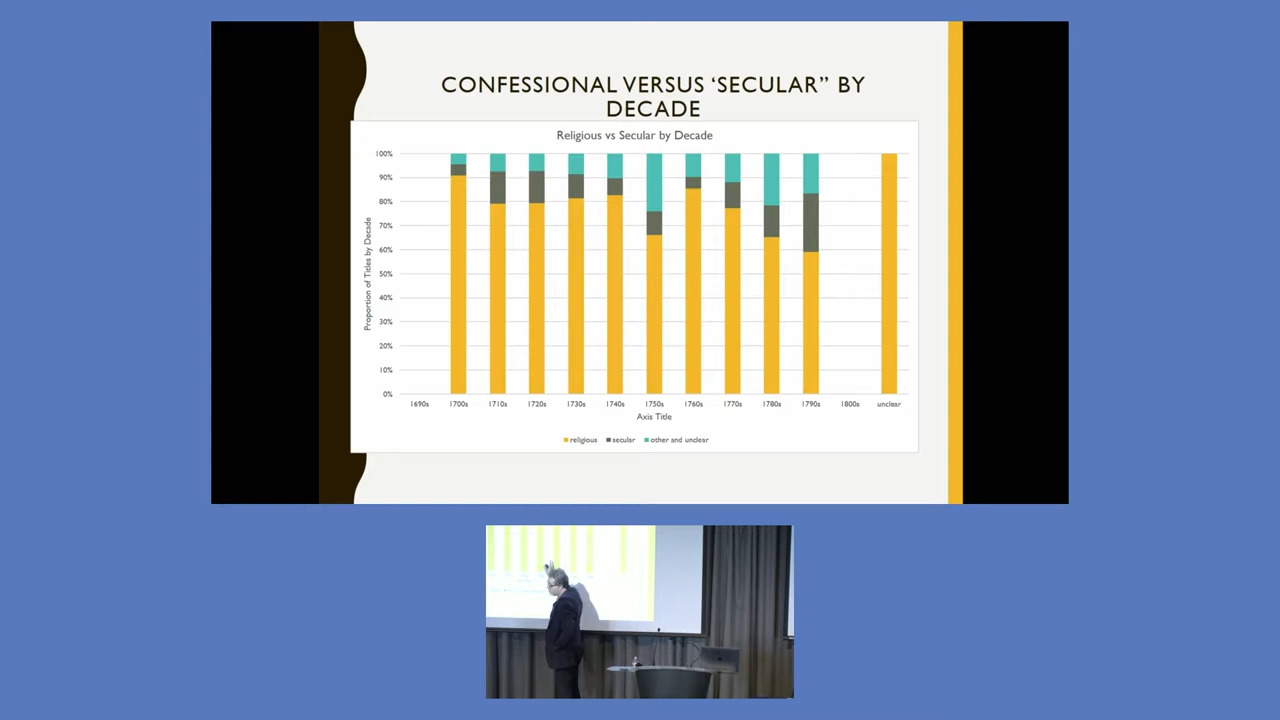 CONFESSIONAL VERSUS ‘SECULAR” BY
DECADE
Religious vs Secular by Decade
Proportion of Titles by Decade
100%
90%
80%
70%
60%
50%
40%
30%
20%
10%
0%
1690s 1700s 1710s 1720s 1730s 1740s 1750s 1760s 1770s 1780s 1790s 1800s unclear
Axis Title
religious secular other and unclear